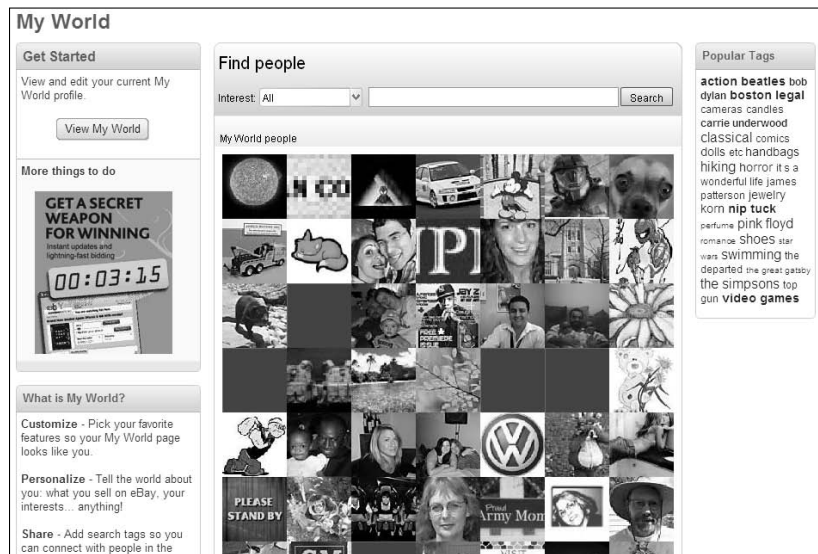 My World
Get Started
View and edit your current My
World profile.
View My World
More things to do
GET A SECRET
WEAPON
FOR WINNING
Instant updates and
lightning-fast bidding
00:03:15
What is My World?
Customize - Pick your favorite
features so your My World page
looks like you.
Personalize - Tell the world about
you: what you sell on eBay, your
interests... anything!
Share - Add search tags so you
can connect with people in the
Find people
Interest: All
Search
My World people
JAY Z
FREE
PREMIERE
ISSUE
PLEASE
STAND BY
Proud
Army Mom
VISIT
Popular Tags
action beatles bob
dylan boston legal
cameras candles
carrie underwood
classical comics
dolls etc handbags
hiking horror it s a
wonderful life james
patterson jewelry
korn nip tuck
perfume pink floyd
romance shoes star
wars swimming the
departed the great gatsby
the simpsons top
gun video games